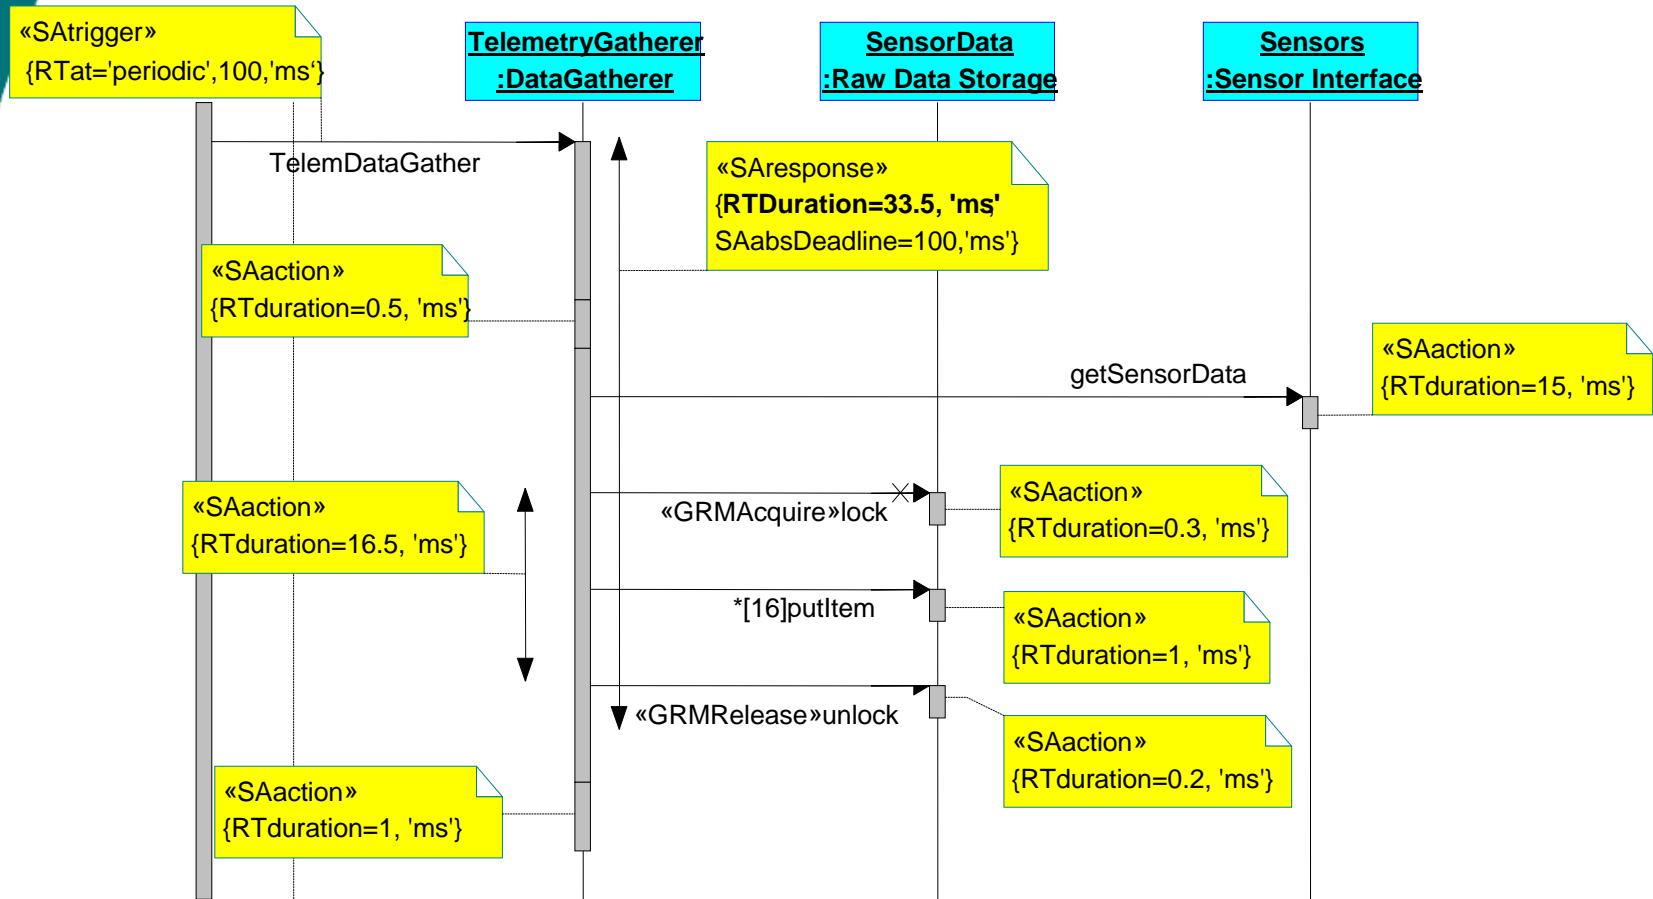 «SAtrigger»
{RTat='periodic',100,'ms'}
TelemetryGatherer
:DataGatherer
SensorData
:Raw Data Storage
Sensors
:Sensor Interface
TelemDataGather
«SAresponse»
{RTDuration=33.5, 'ms,'
SAabsDeadline=100,'ms'}
«SAaction»
{RTduration=0.5, 'ms'}
«SAaction»
{RTduration=15, 'ms'}
getSensorData
«SAaction»
{RTduration=16.5, 'ms'}
«GRMAcquire»lock
«SAaction»
{RTduration=0.3, 'ms'}
*[16]putItem
«SAaction»
{RTduration=1, 'ms'}
«GRMRelease»unlock
«SAaction»
{RTduration=0.2, 'ms'}
«SAaction»
{RTduration=1, 'ms'}